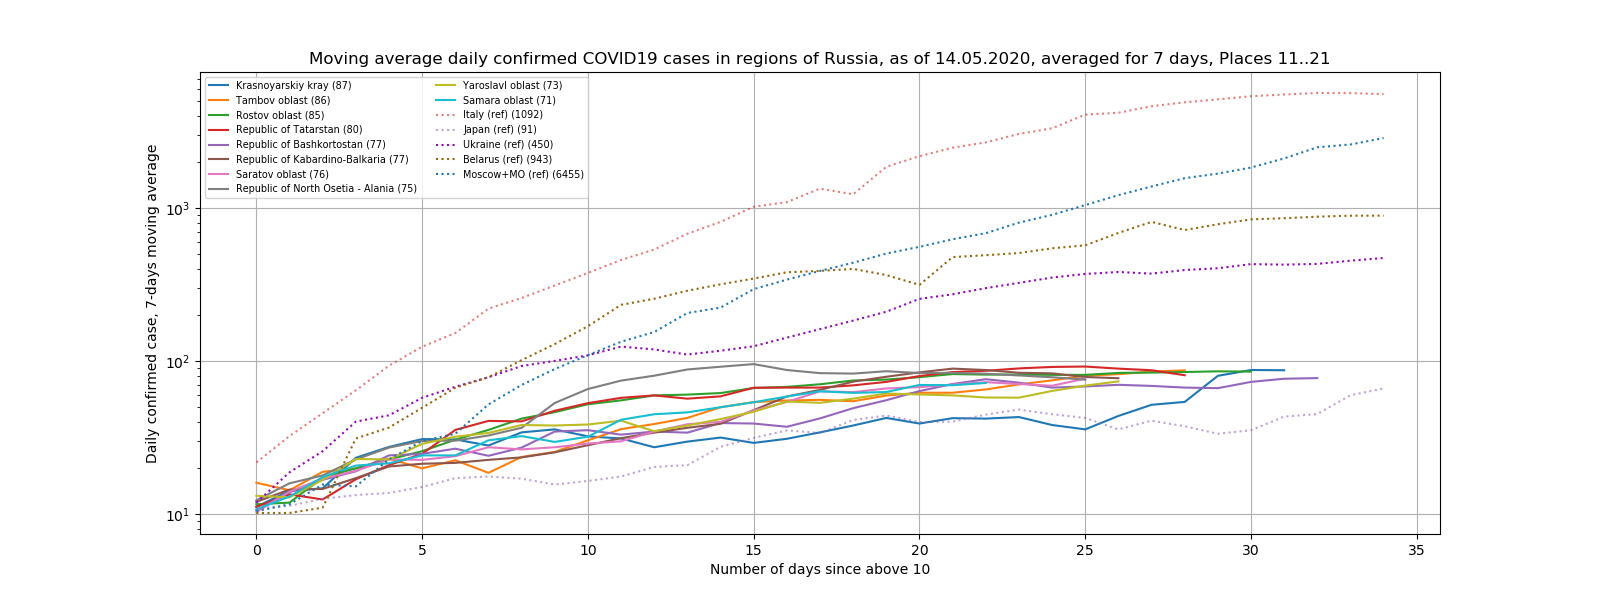 Moving average daily confirmed COVID19 cases in regions of Russia, as of 14.05.2020, averaged for 7 days, Places 11..21
Krasnoyarskiy kray (87)
Tambov oblast (86)
Rostov oblast (85)
Republic of Tatarstan (80)
Republic of Bashkortostan (77)
Republic of Kabardino-Balkaria (77)
Saratov oblast (76)
Republic of North Osetia - Alania (75)
Yaroslavl oblast (73)
Samara oblast (71)
Italy (ref) (1092)
Japan (ref) (91)
Ukraine (ref) (450)
Belarus (ref) (943)
Moscow+MO (ref) (6455)
Daily confirmed case, 7-days moving average
10³
10²
10¹
0 5 10 15 20 25 30 35
Number of days since above 10